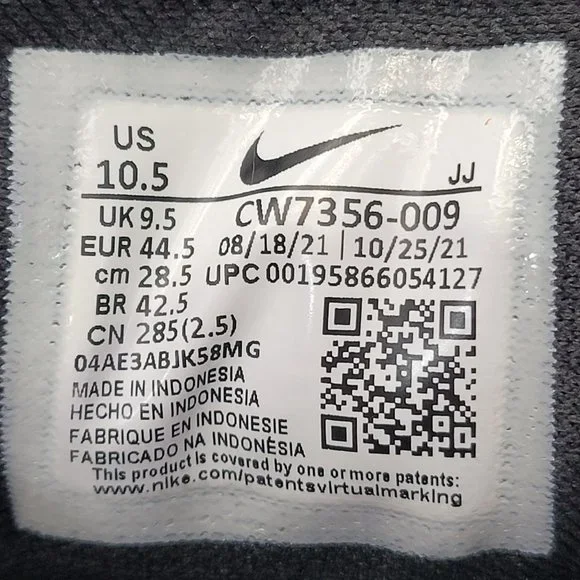 US
10.5
JJ
UK 9.5
CW7356-009
EUR 44.5
08/18/21 | 10/25/21
cm 28.5
UPC 00195866054127
BR 42.5
CN 285(2.5)
04AE3ABJK58MG
MADE IN INDONESIA
HECHO EN INDONESIA
FABRIQUE EN INDONESIE
FABRICADO NA INDONÉSIA
This product is covered by one or more patents:
www.nike.com/patentsvirtualmarking